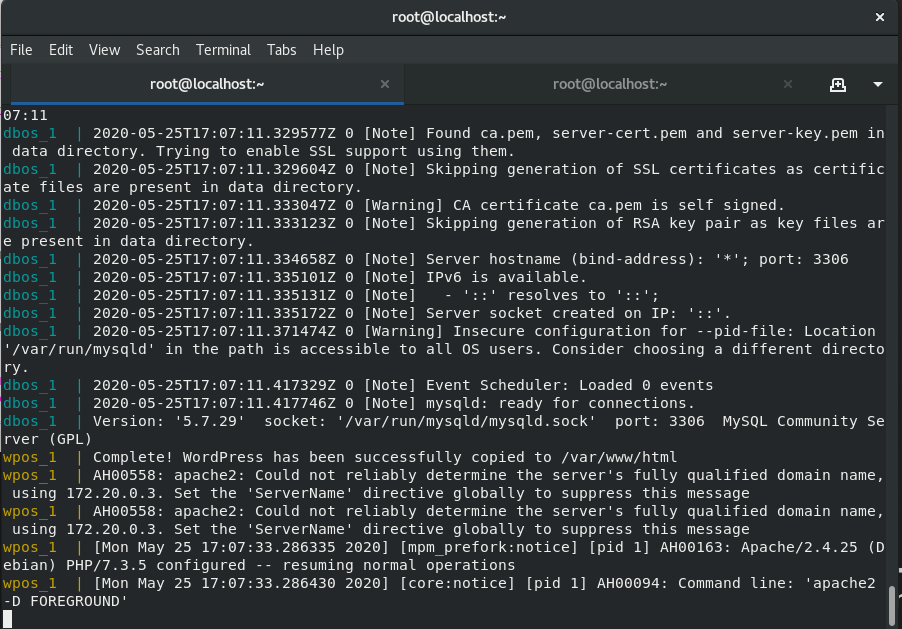 root@localhost:~
File Edit View Search Terminal Tabs Help
root@localhost:~ root@localhost:~
07:11
dbos_1  | 2020-05-25T17:07:11.329577Z 0 [Note] Found ca.pem, server-cert.pem and server-key.pem in
 data directory. Trying to enable SSL support using them.
dbos_1  | 2020-05-25T17:07:11.329604Z 0 [Note] Skipping generation of SSL certificates as certific
ate files are present in data directory.
dbos_1  | 2020-05-25T17:07:11.333047Z 0 [Warning] CA certificate ca.pem is self signed.
dbos_1  | 2020-05-25T17:07:11.333123Z 0 [Note] Skipping generation of RSA key pair as key files ar
e present in data directory.
dbos_1  | 2020-05-25T17:07:11.334658Z 0 [Note] Server hostname (bind-address): '*'; port: 3306
dbos_1  | 2020-05-25T17:07:11.335101Z 0 [Note] IPv6 is available.
dbos_1  | 2020-05-25T17:07:11.335131Z 0 [Note]   - '::' resolves to '::';
dbos_1  | 2020-05-25T17:07:11.335172Z 0 [Note] Server socket created on IP: '::'.
dbos_1  | 2020-05-25T17:07:11.371474Z 0 [Warning] Insecure configuration for --pid-file: Location
'/var/run/mysqld' in the path is accessible to all OS users. Consider choosing a different directo
ry.
dbos_1  | 2020-05-25T17:07:11.417329Z 0 [Note] Event Scheduler: Loaded 0 events
dbos_1  | 2020-05-25T17:07:11.417746Z 0 [Note] mysqld: ready for connections.
dbos_1  | Version: '5.7.29'  socket: '/var/run/mysqld/mysqld.sock'  port: 3306  MySQL Community Se
rver (GPL)
wpos_1  | Complete! WordPress has been successfully copied to /var/www/html
wpos_1  | AH00558: apache2: Could not reliably determine the server's fully qualified domain name,
 using 172.20.0.3. Set the 'ServerName' directive globally to suppress this message
wpos_1  | AH00558: apache2: Could not reliably determine the server's fully qualified domain name,
 using 172.20.0.3. Set the 'ServerName' directive globally to suppress this message
wpos_1  | [Mon May 25 17:07:33.286335 2020] [mpm_prefork:notice] [pid 1] AH00163: Apache/2.4.25 (D
ebian) PHP/7.3.5 configured -- resuming normal operations
wpos_1  | [Mon May 25 17:07:33.286430 2020] [core:notice] [pid 1] AH00094: Command line: 'apache2
-D FOREGROUND'